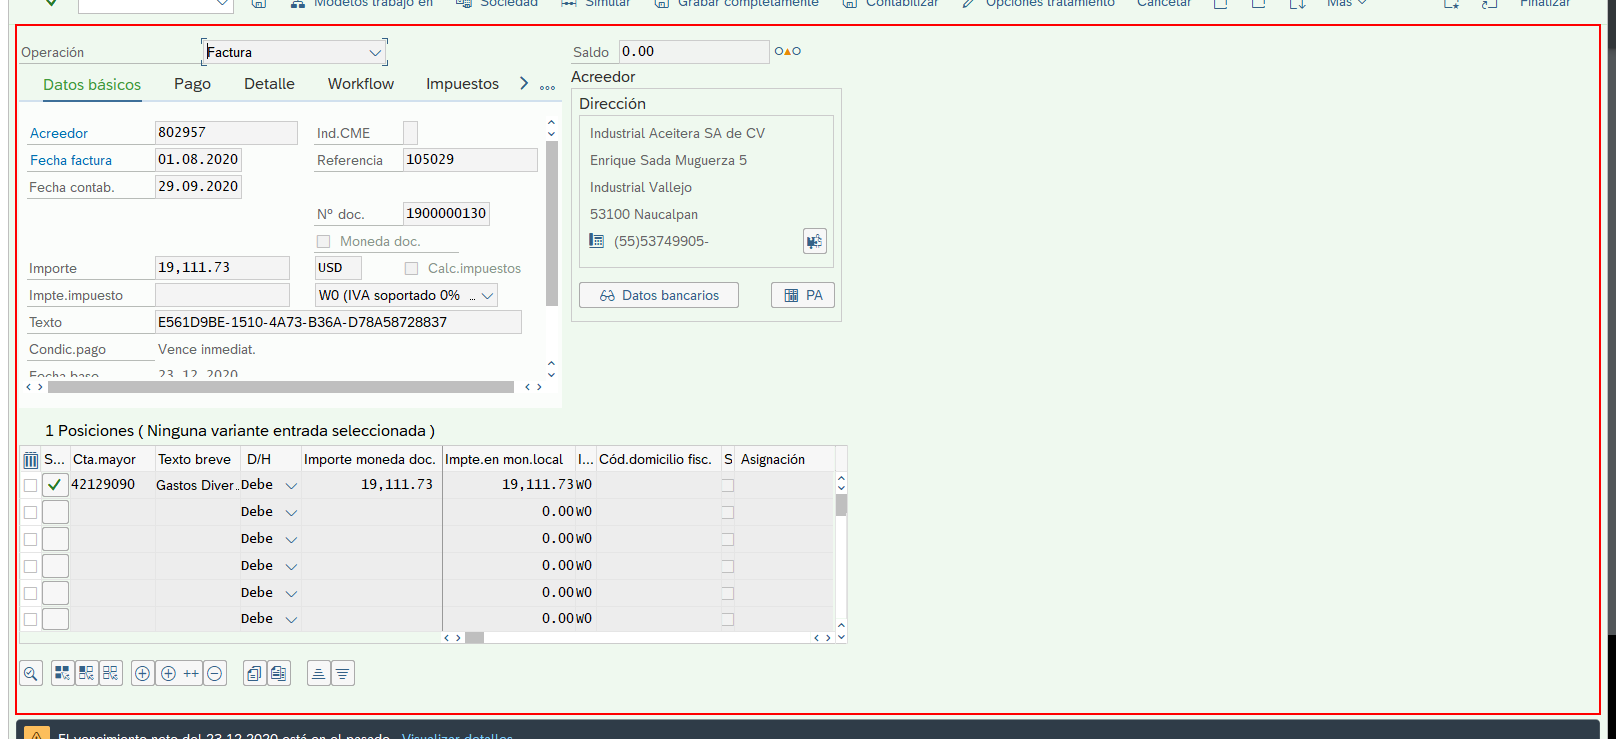 Modelos trabajo en Sociedad Simular Grabar completamente Contabilizar Opciones tratamiento Cancelar Más Finalizar
Operación Factura
Saldo 0.00
Datos básicos Pago Detalle Workflow Impuestos
Acreedor
Dirección
Industrial Aceitera SA de CV
Enrique Sada Muguerza 5
Industrial Vallejo
53100 Naucalpan
(55)53749905-
Datos bancarios PA
Acreedor 802957 Ind.CME
Fecha factura 01.08.2020 Referencia 105029
Fecha contab. 29.09.2020
Nº doc. 1900000130
Moneda doc.
Importe 19,111.73 USD Calc.impuestos
Impte.impuesto W0 (IVA soportado 0% ...
Texto E561D9BE-1510-4A73-B36A-D78A58728837
Condic.pago Vence inmediat.
Fecha base 23.12.2020
1 Posiciones ( Ninguna variante entrada seleccionada )
S... Cta.mayor Texto breve D/H Importe moneda doc. Impte.en mon.local I... Cód.domicilio fisc. S Asignación
42129090 Gastos Diver.. Debe 19,111.73 19,111.73 W0
Debe 0.00 W0
Debe 0.00 W0
Debe 0.00 W0
Debe 0.00 W0
Debe 0.00 W0
El vencimiento neto del 23.12.2020 está en el pasado Visualizar detalles